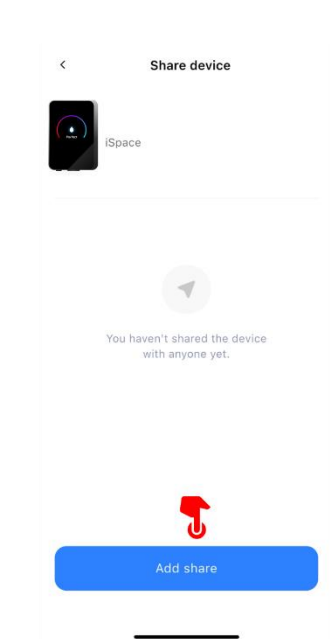 Share device
iSpace
You haven't shared the device
with anyone yet.
Add share